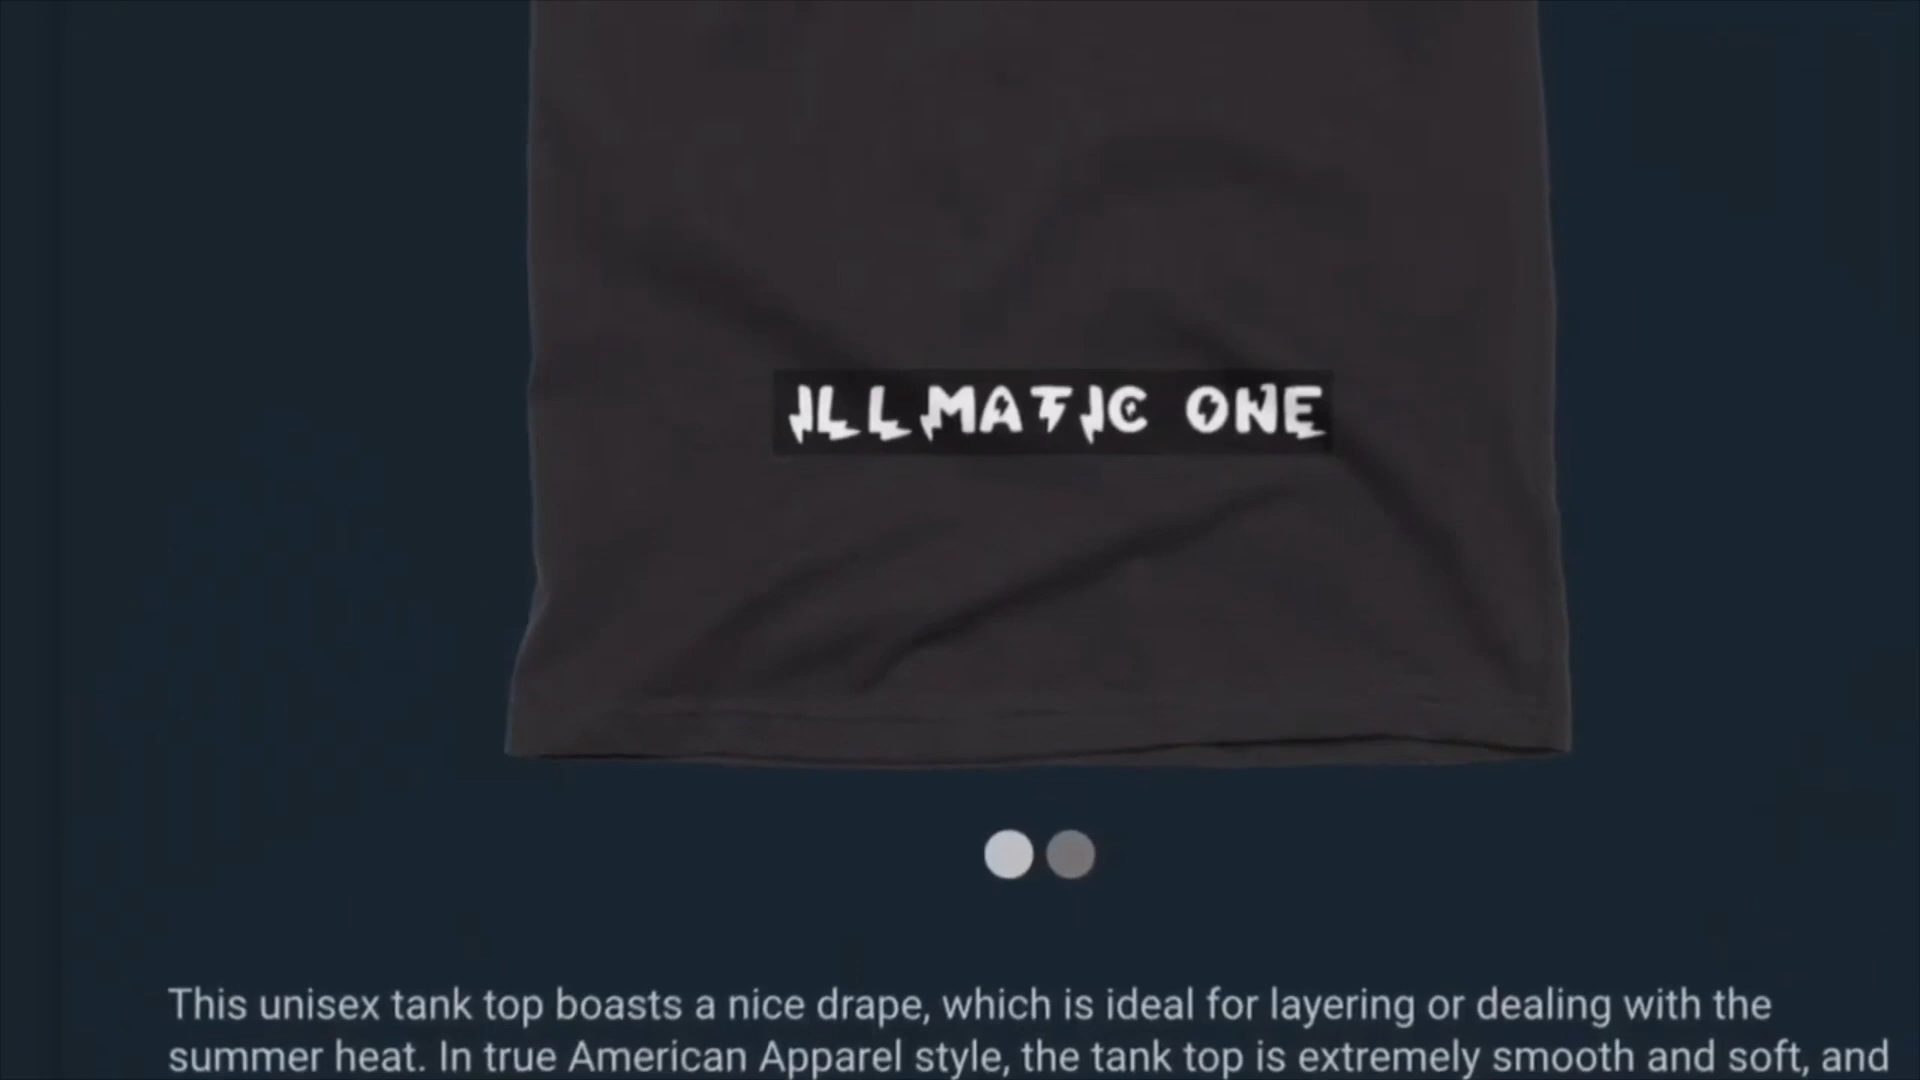 ILLMATIC ONE
This unisex tank top boasts a nice drape, which is ideal for layering or dealing with the
summer heat. In true American Apparel style, the tank top is extremely smooth and soft, and